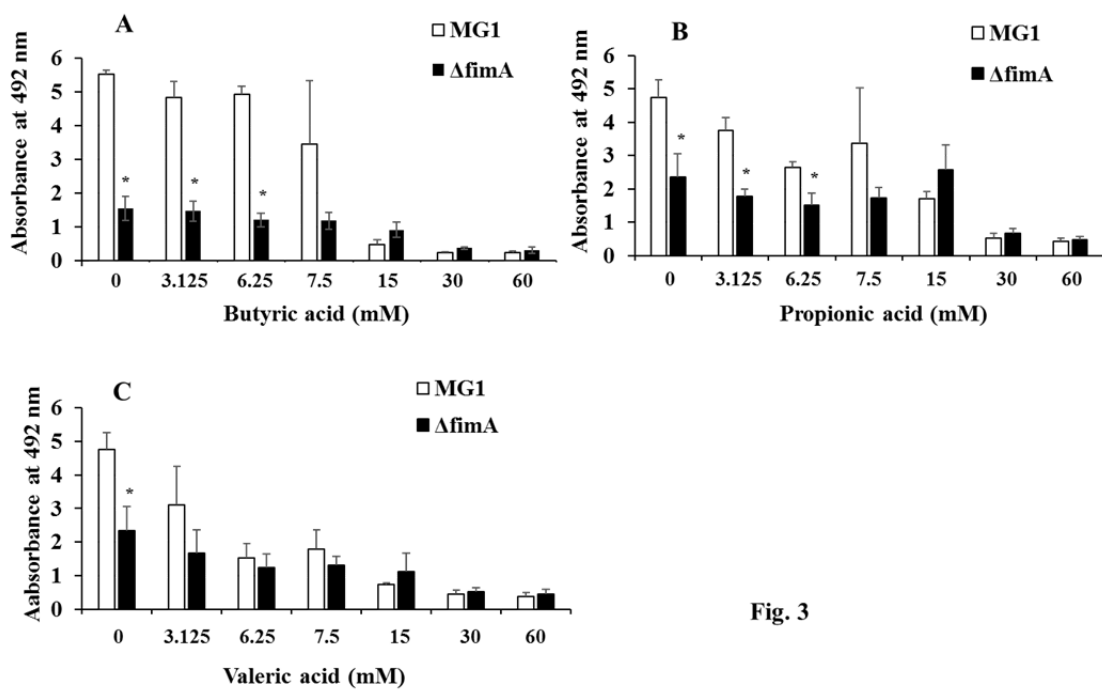 A
MG1
ΔfimA
Absorbance at 492 nm
6
5
4
3
2
1
0
* * *
0 3.125 6.25 7.5 15 30 60
Butyric acid (mM)
B
MG1
ΔfimA
Absorbance at 492 nm
6
5
4
3
2
1
0
* * *
0 3.125 6.25 7.5 15 30 60
Propionic acid (mM)
C
MG1
ΔfimA
Aabsorbance at 492 nm
6
5
4
3
2
1
0
*
0 3.125 6.25 7.5 15 30 60
Valeric acid (mM)
Fig. 3